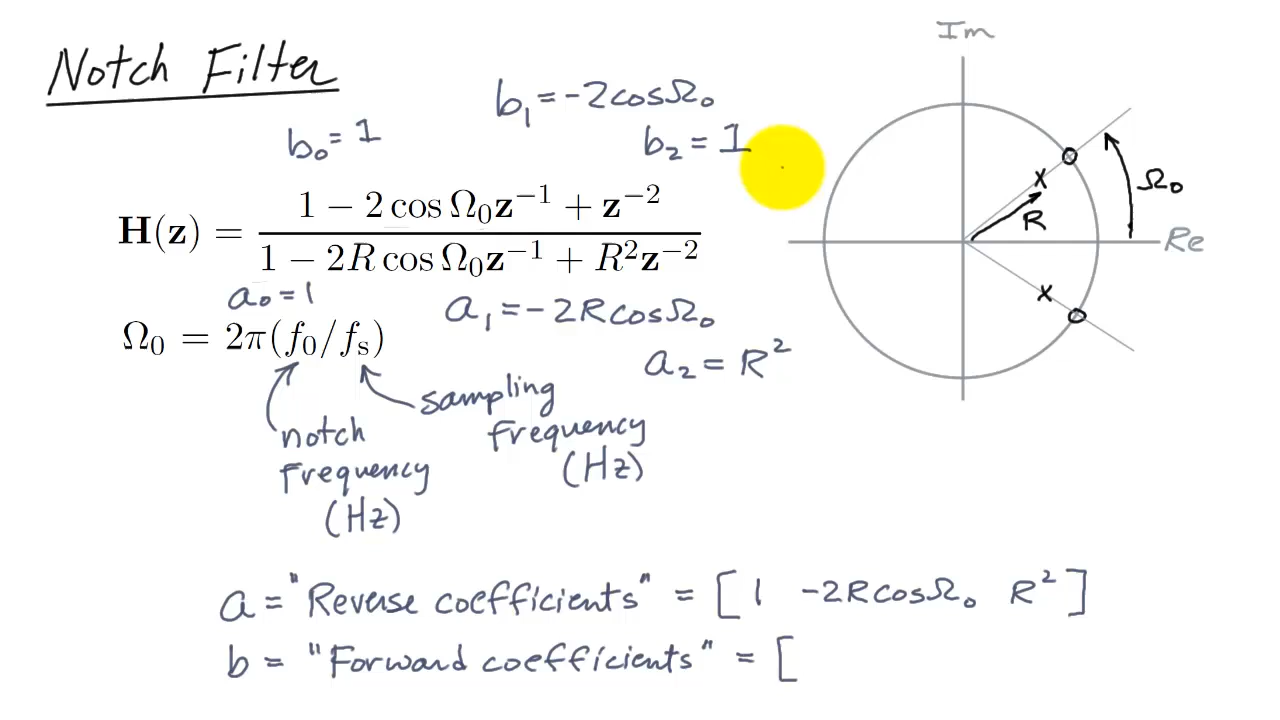 Notch Filter
b₀ = 1
b₁ = -2cosΩ₀
b₂ = 1
H(z) = (1 − 2 cos Ω₀z⁻¹ + z⁻²) / (1 − 2R cos Ω₀z⁻¹ + R²z⁻²)
a₀ = 1
a₁ = -2RcosΩ₀
a₂ = R²
Ω₀ = 2π(f₀/fₛ)
notch
frequency
(Hz)
sampling
frequency
(Hz)
Im
Ω₀
R
Re
a = "Reverse coefficients" = [1 -2RcosΩ₀ R²]
b = "Forward coefficients" = [